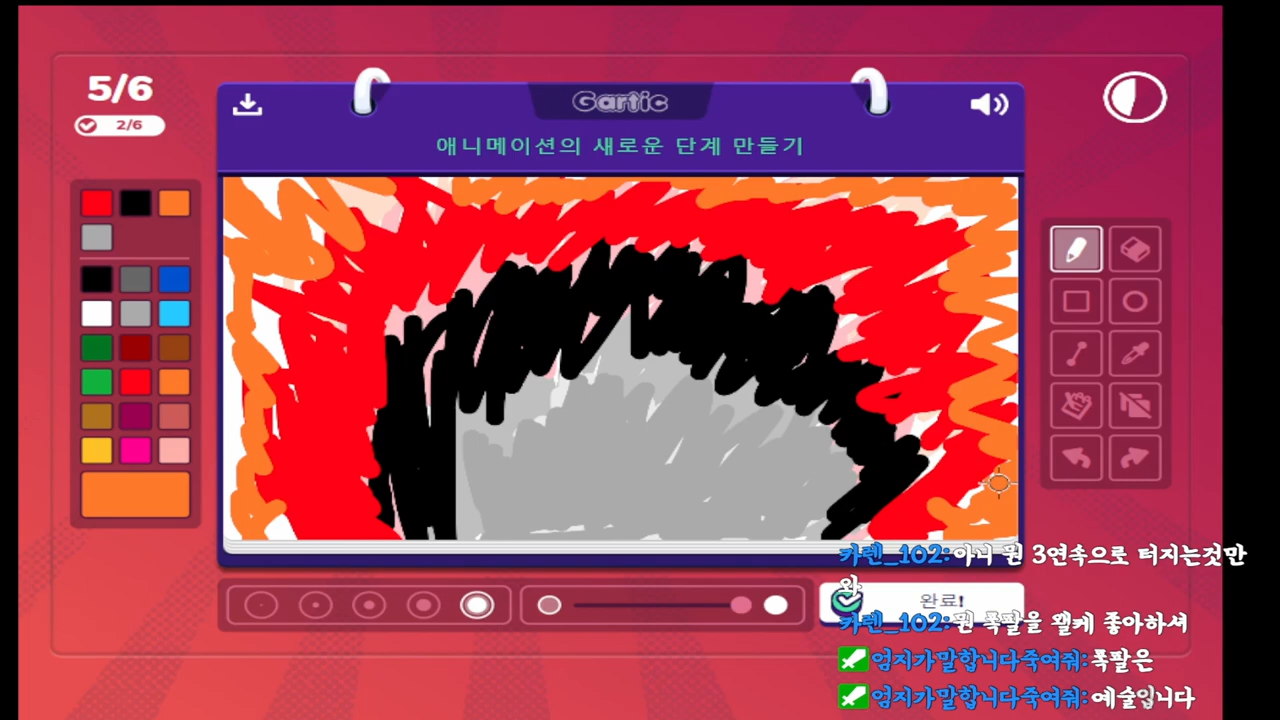 5/6
2/6
Gartic
애니메이션의 새로운 단계 만들기
완료!
카렌_102:아니 뭔 3연속으로 터지는것만
와
카렌_102:뭔 폭팔을 뭴케 좋아하셔
엄지가말합니다죽여줘:폭팔은
엄지가말합니다죽여줘:예술입니다